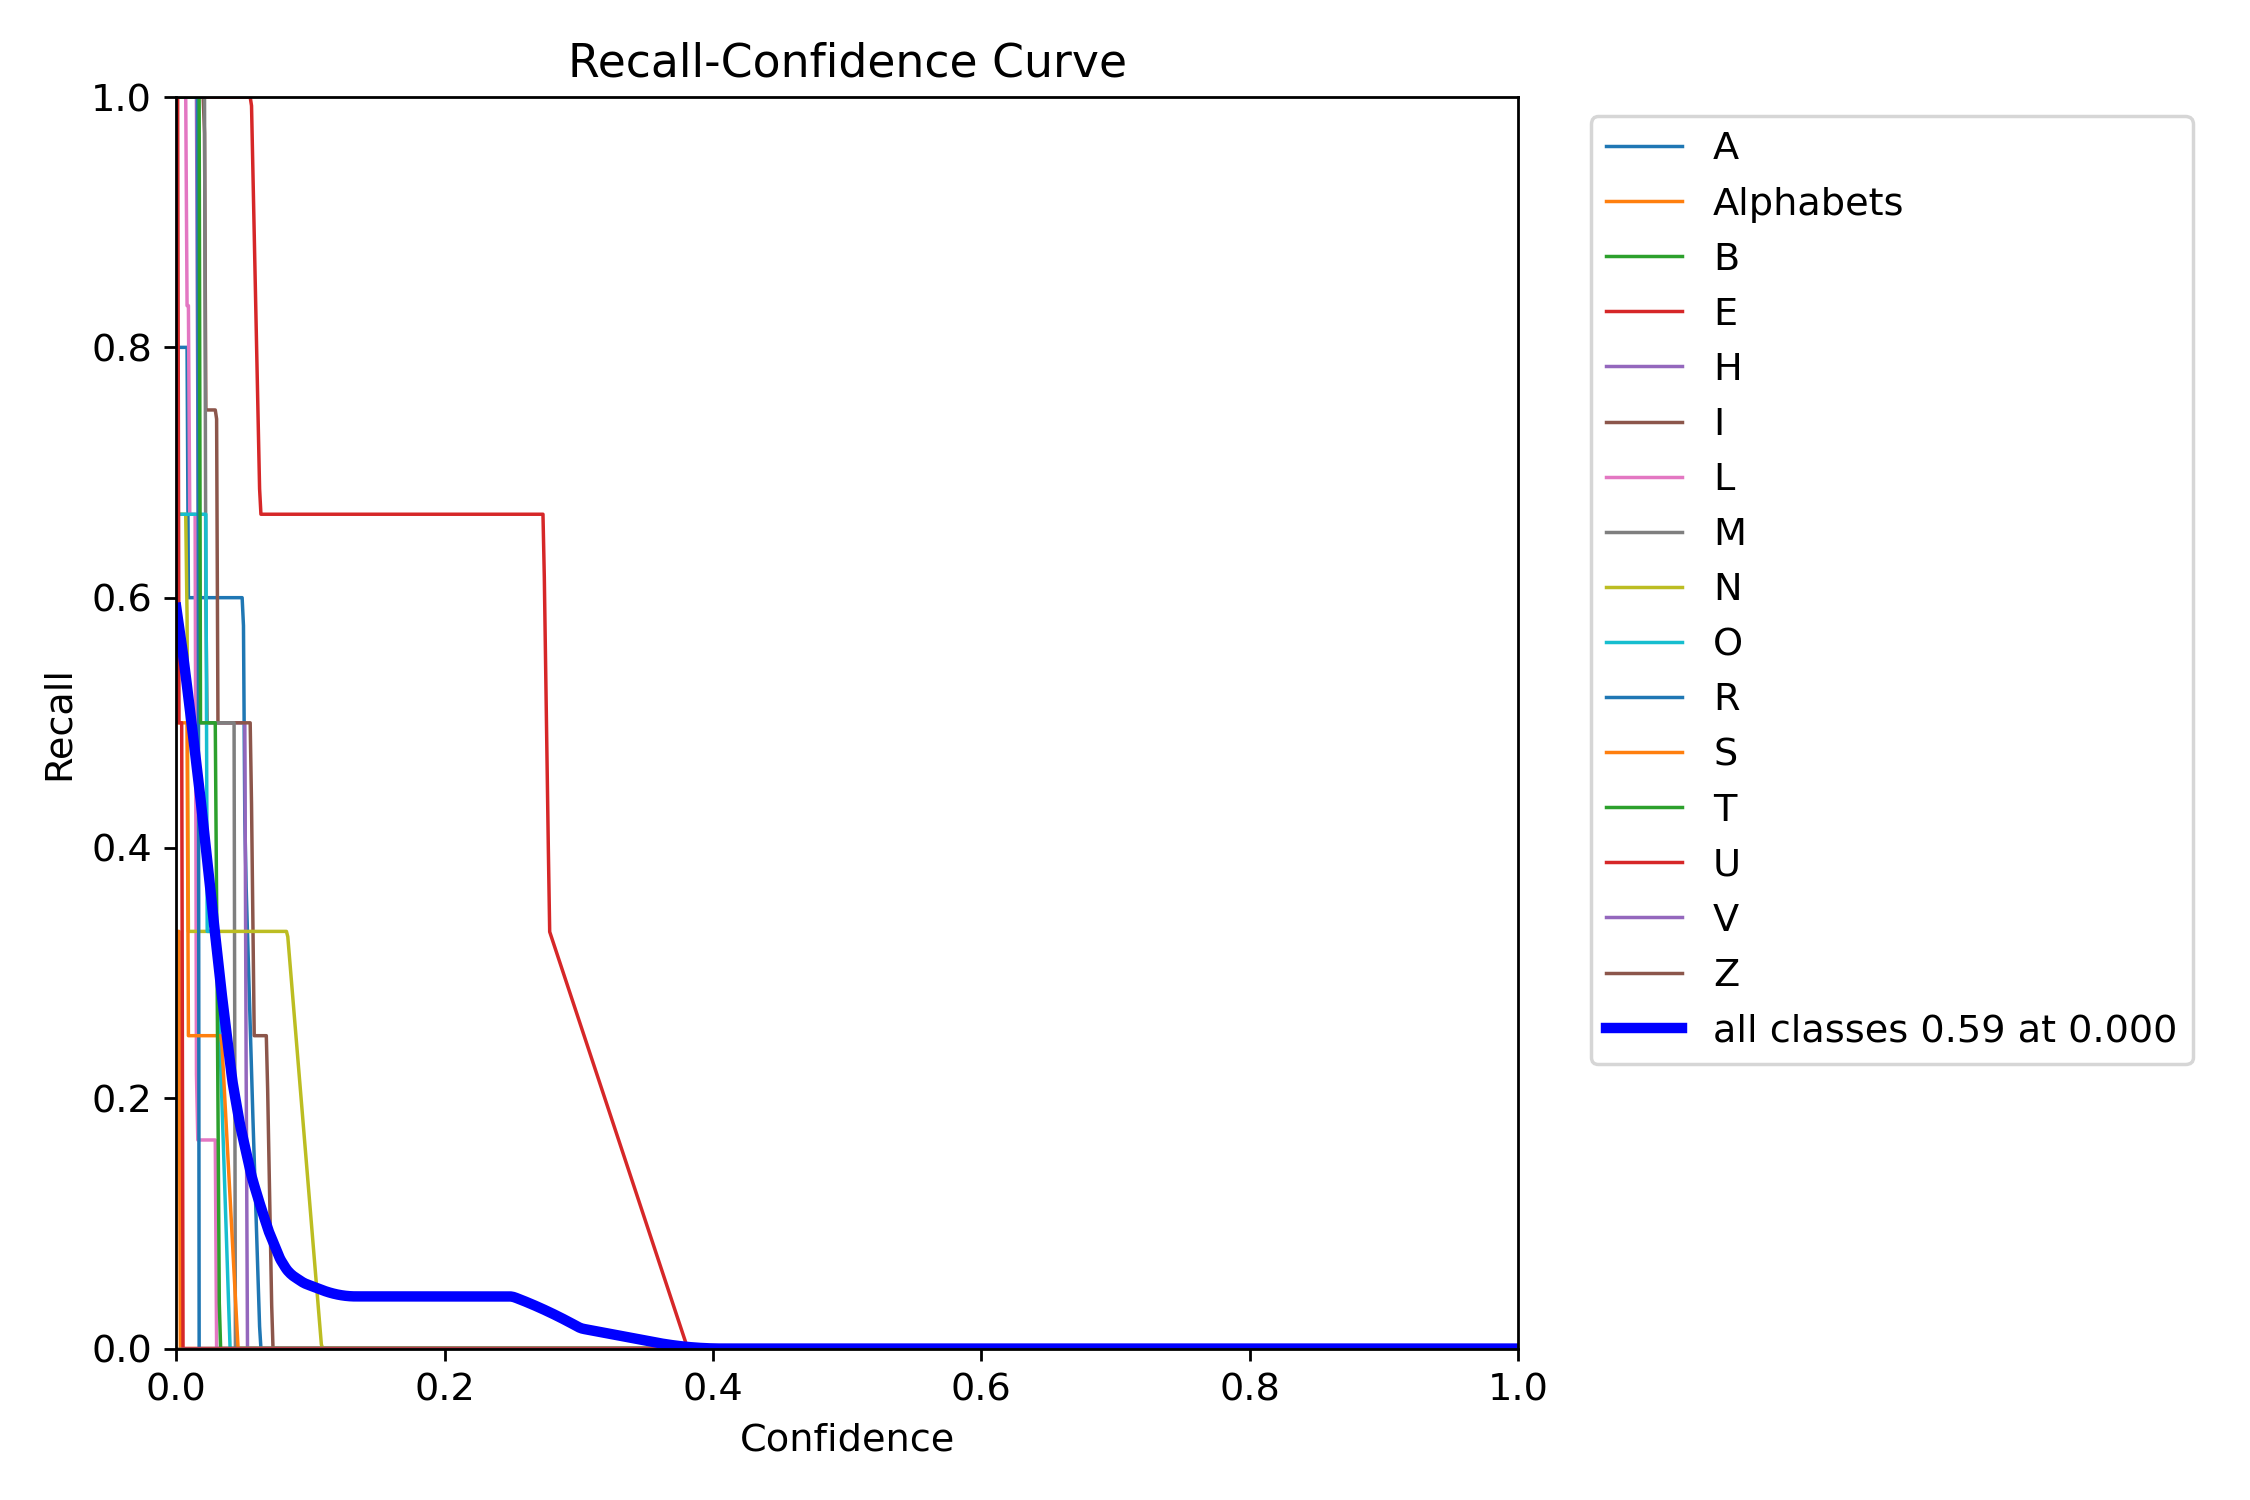 Recall-Confidence Curve
1.0
0.8
0.6
0.4
0.2
0.0
Recall
0.0 0.2 0.4 0.6 0.8 1.0
Confidence
A
Alphabets
B
E
H
I
L
M
N
O
R
S
T
U
V
Z
all classes 0.59 at 0.000